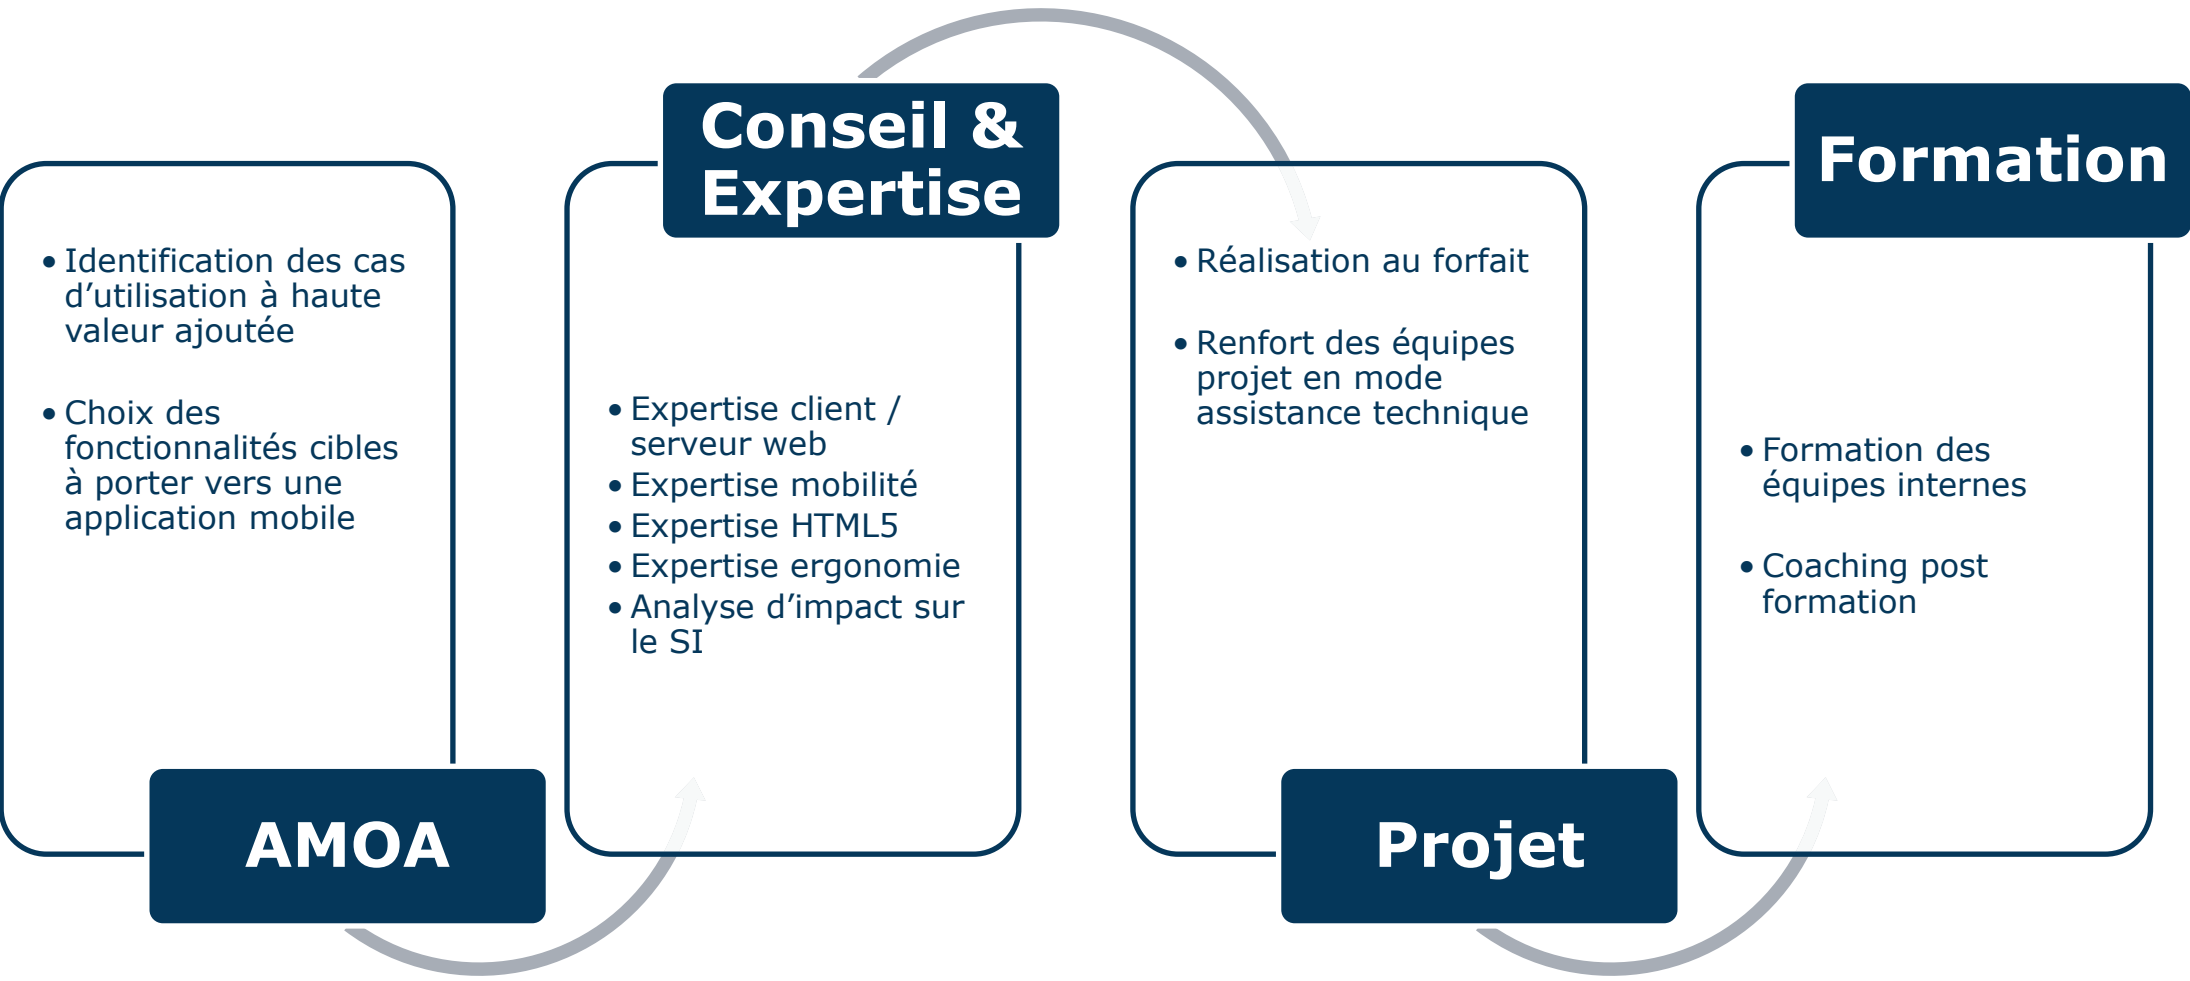 • Identification des cas
d’utilisation à haute
valeur ajoutée
• Choix des
fonctionnalités cibles
à porter vers une
application mobile
AMOA
Conseil &
Expertise
• Expertise client /
serveur web
• Expertise mobilité
• Expertise HTML5
• Expertise ergonomie
• Analyse d’impact sur
le SI
• Réalisation au forfait
• Renfort des équipes
projet en mode
assistance technique
Projet
Formation
• Formation des
équipes internes
• Coaching post
formation